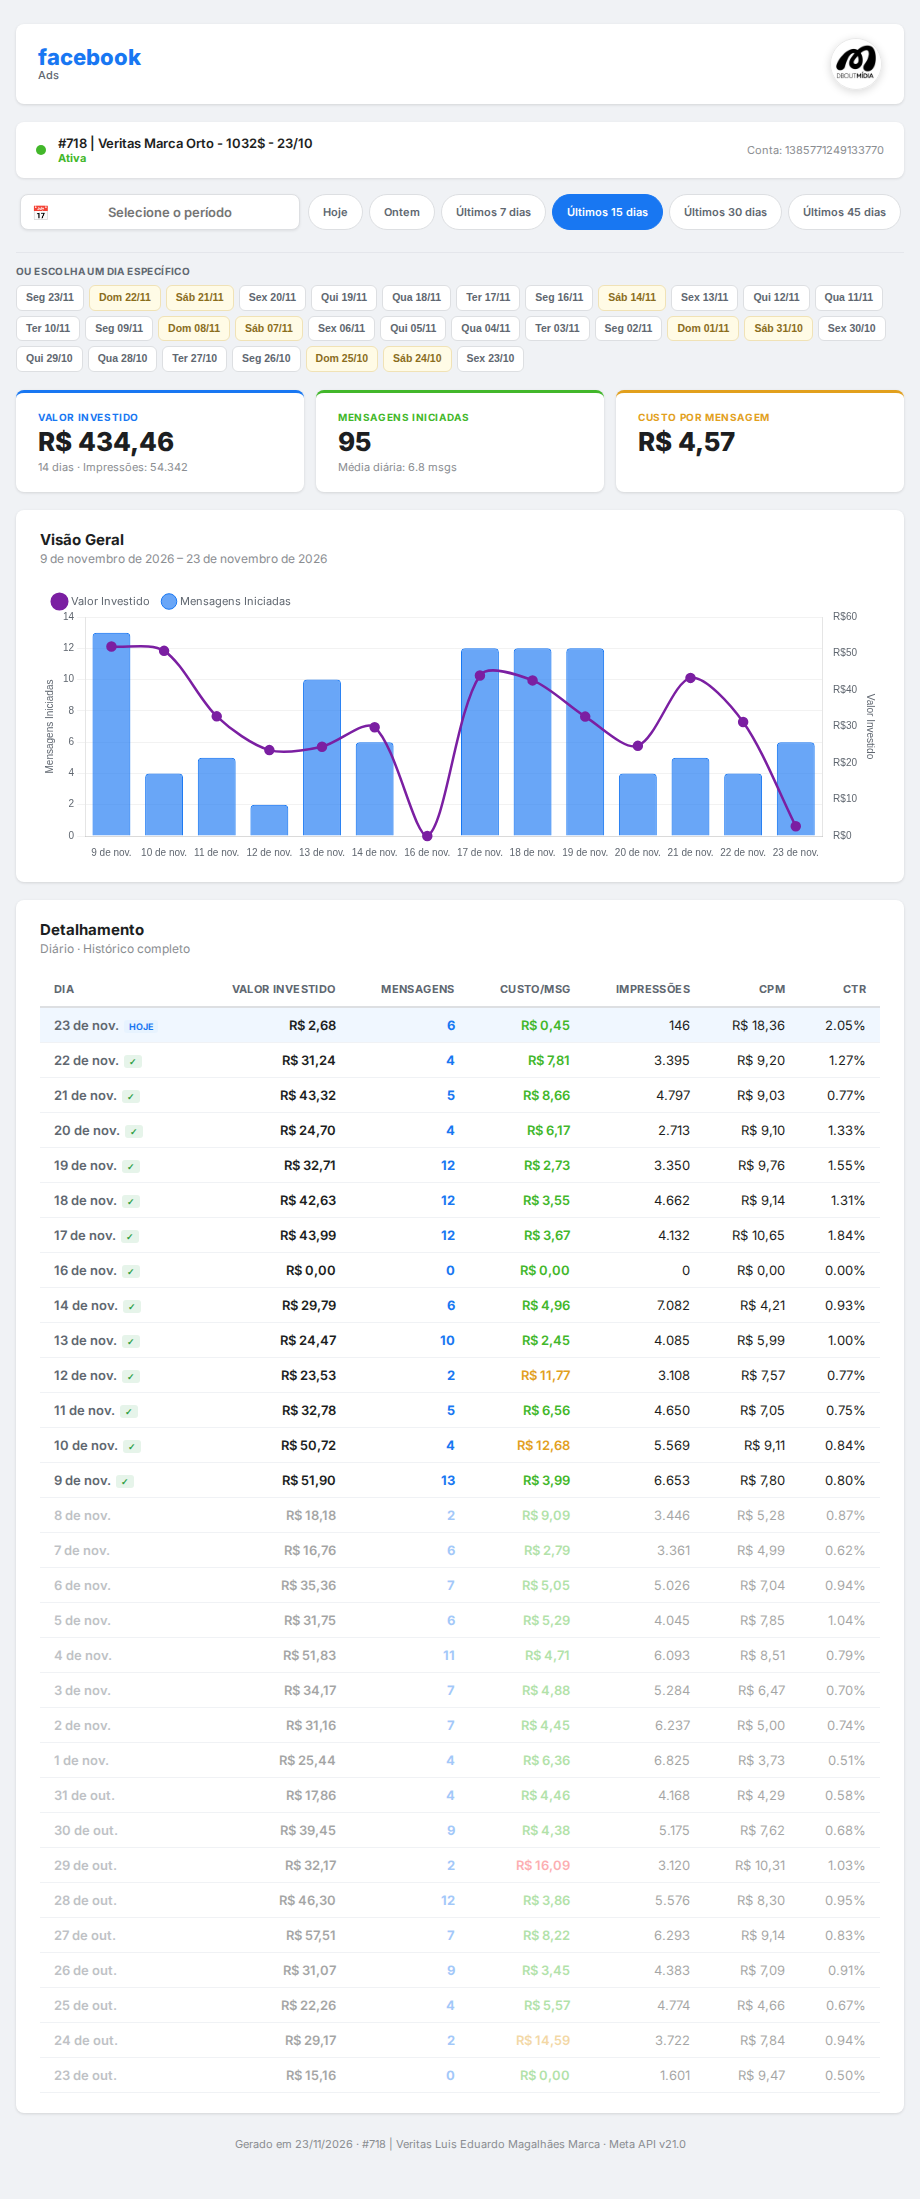 facebook
Ads
DBOUTMÍDIA
#718 | Veritas Marca Orto - 1032$ - 23/10
Ativa
Conta: 1385771249133770
Selecione o período
Hoje
Ontem
Últimos 7 dias
Últimos 15 dias
Últimos 30 dias
Últimos 45 dias
OU ESCOLHA UM DIA ESPECÍFICO
Seg 23/11 Dom 22/11 Sáb 21/11 Sex 20/11 Qui 19/11 Qua 18/11 Ter 17/11 Seg 16/11 Sáb 14/11 Sex 13/11 Qui 12/11 Qua 11/11
Ter 10/11 Seg 09/11 Dom 08/11 Sáb 07/11 Sex 06/11 Qui 05/11 Qua 04/11 Ter 03/11 Seg 02/11 Dom 01/11 Sáb 31/10 Sex 30/10
Qui 29/10 Qua 28/10 Ter 27/10 Seg 26/10 Dom 25/10 Sáb 24/10 Sex 23/10
VALOR INVESTIDO
R$ 434,46
14 dias · Impressões: 54.342
MENSAGENS INICIADAS
95
Média diária: 6.8 msgs
CUSTO POR MENSAGEM
R$ 4,57
Visão Geral
9 de novembro de 2026 – 23 de novembro de 2026
Valor Investido Mensagens Iniciadas
14
12
10
8
6
4
2
0
Mensagens Iniciadas
R$60
R$50
R$40
R$30
R$20
R$10
R$0
Valor Investido
9 de nov. 10 de nov. 11 de nov. 12 de nov. 13 de nov. 14 de nov. 16 de nov. 17 de nov. 18 de nov. 19 de nov. 20 de nov. 21 de nov. 22 de nov. 23 de nov.
Detalhamento
Diário · Histórico completo
DIA VALOR INVESTIDO MENSAGENS CUSTO/MSG IMPRESSÕES CPM CTR
23 de nov. HOJE R$ 2,68 6 R$ 0,45 146 R$ 18,36 2.05%
22 de nov. ✓ R$ 31,24 4 R$ 7,81 3.395 R$ 9,20 1.27%
21 de nov. ✓ R$ 43,32 5 R$ 8,66 4.797 R$ 9,03 0.77%
20 de nov. ✓ R$ 24,70 4 R$ 6,17 2.713 R$ 9,10 1.33%
19 de nov. ✓ R$ 32,71 12 R$ 2,73 3.350 R$ 9,76 1.55%
18 de nov. ✓ R$ 42,63 12 R$ 3,55 4.662 R$ 9,14 1.31%
17 de nov. ✓ R$ 43,99 12 R$ 3,67 4.132 R$ 10,65 1.84%
16 de nov. ✓ R$ 0,00 0 R$ 0,00 0 R$ 0,00 0.00%
14 de nov. ✓ R$ 29,79 6 R$ 4,96 7.082 R$ 4,21 0.93%
13 de nov. ✓ R$ 24,47 10 R$ 2,45 4.085 R$ 5,99 1.00%
12 de nov. ✓ R$ 23,53 2 R$ 11,77 3.108 R$ 7,57 0.77%
11 de nov. ✓ R$ 32,78 5 R$ 6,56 4.650 R$ 7,05 0.75%
10 de nov. ✓ R$ 50,72 4 R$ 12,68 5.569 R$ 9,11 0.84%
9 de nov. ✓ R$ 51,90 13 R$ 3,99 6.653 R$ 7,80 0.80%
8 de nov. R$ 18,18 2 R$ 9,09 3.446 R$ 5,28 0.87%
7 de nov. R$ 16,76 6 R$ 2,79 3.361 R$ 4,99 0.62%
6 de nov. R$ 35,36 7 R$ 5,05 5.026 R$ 7,04 0.94%
5 de nov. R$ 31,75 6 R$ 5,29 4.045 R$ 7,85 1.04%
4 de nov. R$ 51,83 11 R$ 4,71 6.093 R$ 8,51 0.79%
3 de nov. R$ 34,17 7 R$ 4,88 5.284 R$ 6,47 0.70%
2 de nov. R$ 31,16 7 R$ 4,45 6.237 R$ 5,00 0.74%
1 de nov. R$ 25,44 4 R$ 6,36 6.825 R$ 3,73 0.51%
31 de out. R$ 17,86 4 R$ 4,46 4.168 R$ 4,29 0.58%
30 de out. R$ 39,45 9 R$ 4,38 5.175 R$ 7,62 0.68%
29 de out. R$ 32,17 2 R$ 16,09 3.120 R$ 10,31 1.03%
28 de out. R$ 46,30 12 R$ 3,86 5.576 R$ 8,30 0.95%
27 de out. R$ 57,51 7 R$ 8,22 6.293 R$ 9,14 0.83%
26 de out. R$ 31,07 9 R$ 3,45 4.383 R$ 7,09 0.91%
25 de out. R$ 22,26 4 R$ 5,57 4.774 R$ 4,66 0.67%
24 de out. R$ 29,17 2 R$ 14,59 3.722 R$ 7,84 0.94%
23 de out. R$ 15,16 0 R$ 0,00 1.601 R$ 9,47 0.50%
Gerado em 23/11/2026 · #718 | Veritas Luis Eduardo Magalhães Marca · Meta API v21.0